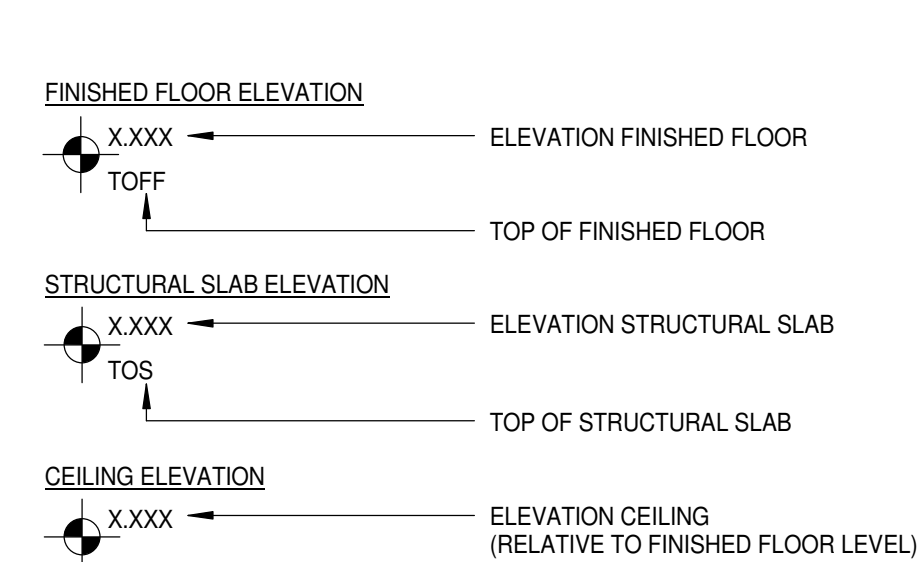 FINISHED FLOOR ELEVATION
X.XXX ELEVATION FINISHED FLOOR
TOFF
TOP OF FINISHED FLOOR
STRUCTURAL SLAB ELEVATION
X.XXX ELEVATION STRUCTURAL SLAB
TOS
TOP OF STRUCTURAL SLAB
CEILING ELEVATION
X.XXX ELEVATION CEILING
(RELATIVE TO FINISHED FLOOR LEVEL)